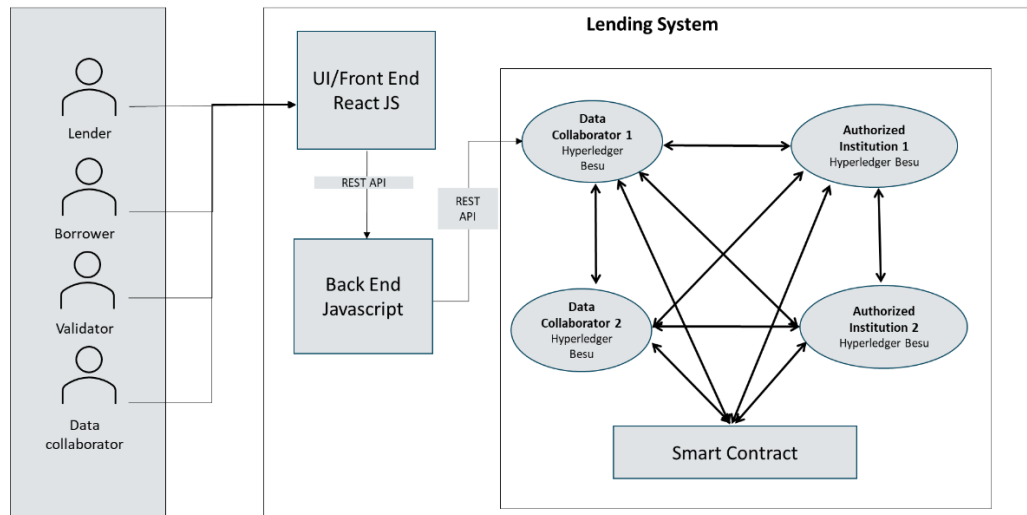 Lending System
Lender
Borrower
Validator
Data
collaborator
UI/Front End
React JS
REST API
Back End
Javascript
REST
API
Data
Collaborator 1
Hyperledger
Besu
Authorized
Institution 1
Hyperledger Besu
Data
Collaborator 2
Hyperledger
Besu
Authorized
Institution 2
Hyperledger Besu
Smart Contract